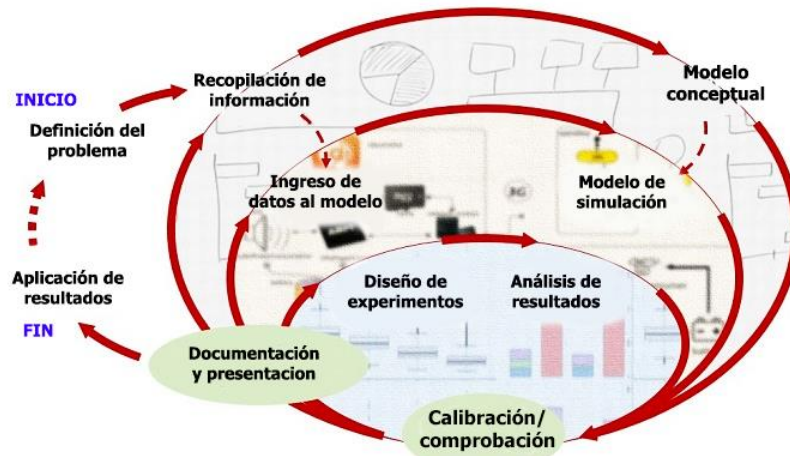 INICIO
Definición del
problema
Recopilación de
información
Modelo
conceptual
Ingreso de
datos al modelo
Modelo de
simulación
Diseño de
experimentos
Análisis de
resultados
Aplicación de
resultados
FIN
Documentación
y presentacion
Calibración/
comprobación